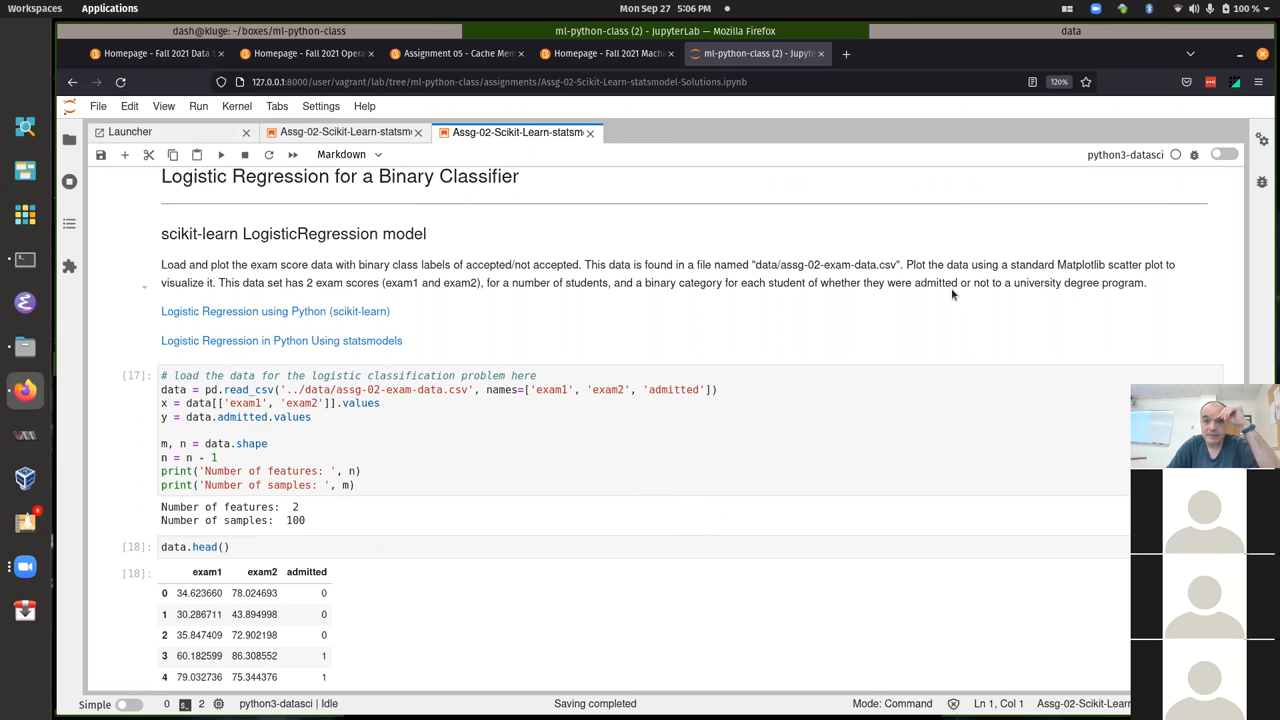 Workspaces
Applications
Mon Sep 27 5:06 PM
100 %
dash@kluge: ~/boxes/ml-python-class
ml-python-class (2) - JupyterLab — Mozilla Firefox
data
Homepage - Fall 2021 Data S
Homepage - Fall 2021 Opera
Assignment 05 - Cache Mem
Homepage - Fall 2021 Machi
ml-python-class (2) - Jupyte
127.0.0.1:8000/user/vagrant/lab/tree/ml-python-class/assignments/Assg-02-Scikit-Learn-statsmodel-Solutions.ipynb
120%
File Edit View Run Kernel Tabs Settings Help
Launcher
Assg-02-Scikit-Learn-statsm
Assg-02-Scikit-Learn-statsm
Markdown
python3-datasci
Logistic Regression for a Binary Classifier
scikit-learn LogisticRegression model
Load and plot the exam score data with binary class labels of accepted/not accepted. This data is found in a file named "data/assg-02-exam-data.csv". Plot the data using a standard Matplotlib scatter plot to
visualize it. This data set has 2 exam scores (exam1 and exam2), for a number of students, and a binary category for each student of whether they were admitted or not to a university degree program.
Logistic Regression using Python (scikit-learn)
Logistic Regression in Python Using statsmodels
[17]: # load the data for the logistic classification problem here
data = pd.read_csv('../data/assg-02-exam-data.csv', names=['exam1', 'exam2', 'admitted'])
x = data[['exam1', 'exam2']].values
y = data.admitted.values
m, n = data.shape
n = n - 1
print('Number of features: ', n)
print('Number of samples: ', m)
Number of features:  2
Number of samples:  100
[18]: data.head()
[18]: exam1 exam2 admitted
0 34.623660 78.024693 0
1 30.286711 43.894998 0
2 35.847409 72.902198 0
3 60.182599 86.308552 1
4 79.032736 75.344376 1
Simple 0 2 python3-datasci | Idle
Saving completed
Mode: Command
Ln 1, Col 1
Assg-02-Scikit-Learn